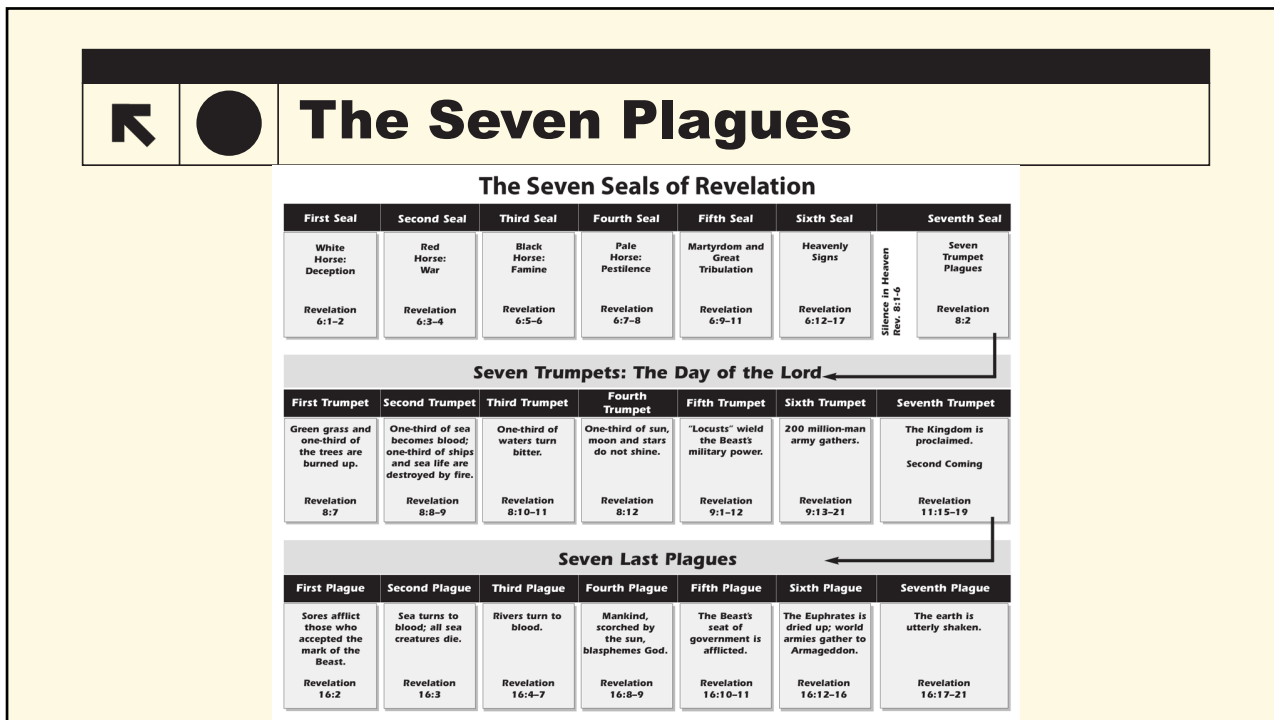 The Seven Plagues
The Seven Seals of Revelation
First Seal
Second Seal
Third Seal
Fourth Seal
Fifth Seal
Sixth Seal
Seventh Seal
White
Horse:
Deception
Revelation
6:1–2
Red
Horse:
War
Revelation
6:3–4
Black
Horse:
Famine
Revelation
6:5–6
Pale
Horse:
Pestilence
Revelation
6:7–8
Martyrdom and
Great
Tribulation
Revelation
6:9–11
Heavenly
Signs
Revelation
6:12–17
Silence in Heaven
Rev. 8:1-6
Seven
Trumpet
Plagues
Revelation
8:2
Seven Trumpets: The Day of the Lord
First Trumpet
Second Trumpet
Third Trumpet
Fourth
Trumpet
Fifth Trumpet
Sixth Trumpet
Seventh Trumpet
Green grass and
one-third of
the trees are
burned up.
Revelation
8:7
One-third of sea
becomes blood;
one-third of ships
and sea life are
destroyed by fire.
Revelation
8:8–9
One-third of
waters turn
bitter.
Revelation
8:10–11
One-third of sun,
moon and stars
do not shine.
Revelation
8:12
"Locusts" wield
the Beast's
military power.
Revelation
9:1–12
200 million-man
army gathers.
Revelation
9:13–21
The Kingdom is
proclaimed.
Second Coming
Revelation
11:15–19
Seven Last Plagues
First Plague
Second Plague
Third Plague
Fourth Plague
Fifth Plague
Sixth Plague
Seventh Plague
Sores afflict
those who
accepted the
mark of the
Beast.
Revelation
16:2
Sea turns to
blood; all sea
creatures die.
Revelation
16:3
Rivers turn to
blood.
Revelation
16:4–7
Mankind,
scorched by
the sun,
blasphemes God.
Revelation
16:8–9
The Beast's
seat of
government is
afflicted.
Revelation
16:10–11
The Euphrates is
dried up; world
armies gather to
Armageddon.
Revelation
16:12–16
The earth is
utterly shaken.
Revelation
16:17–21